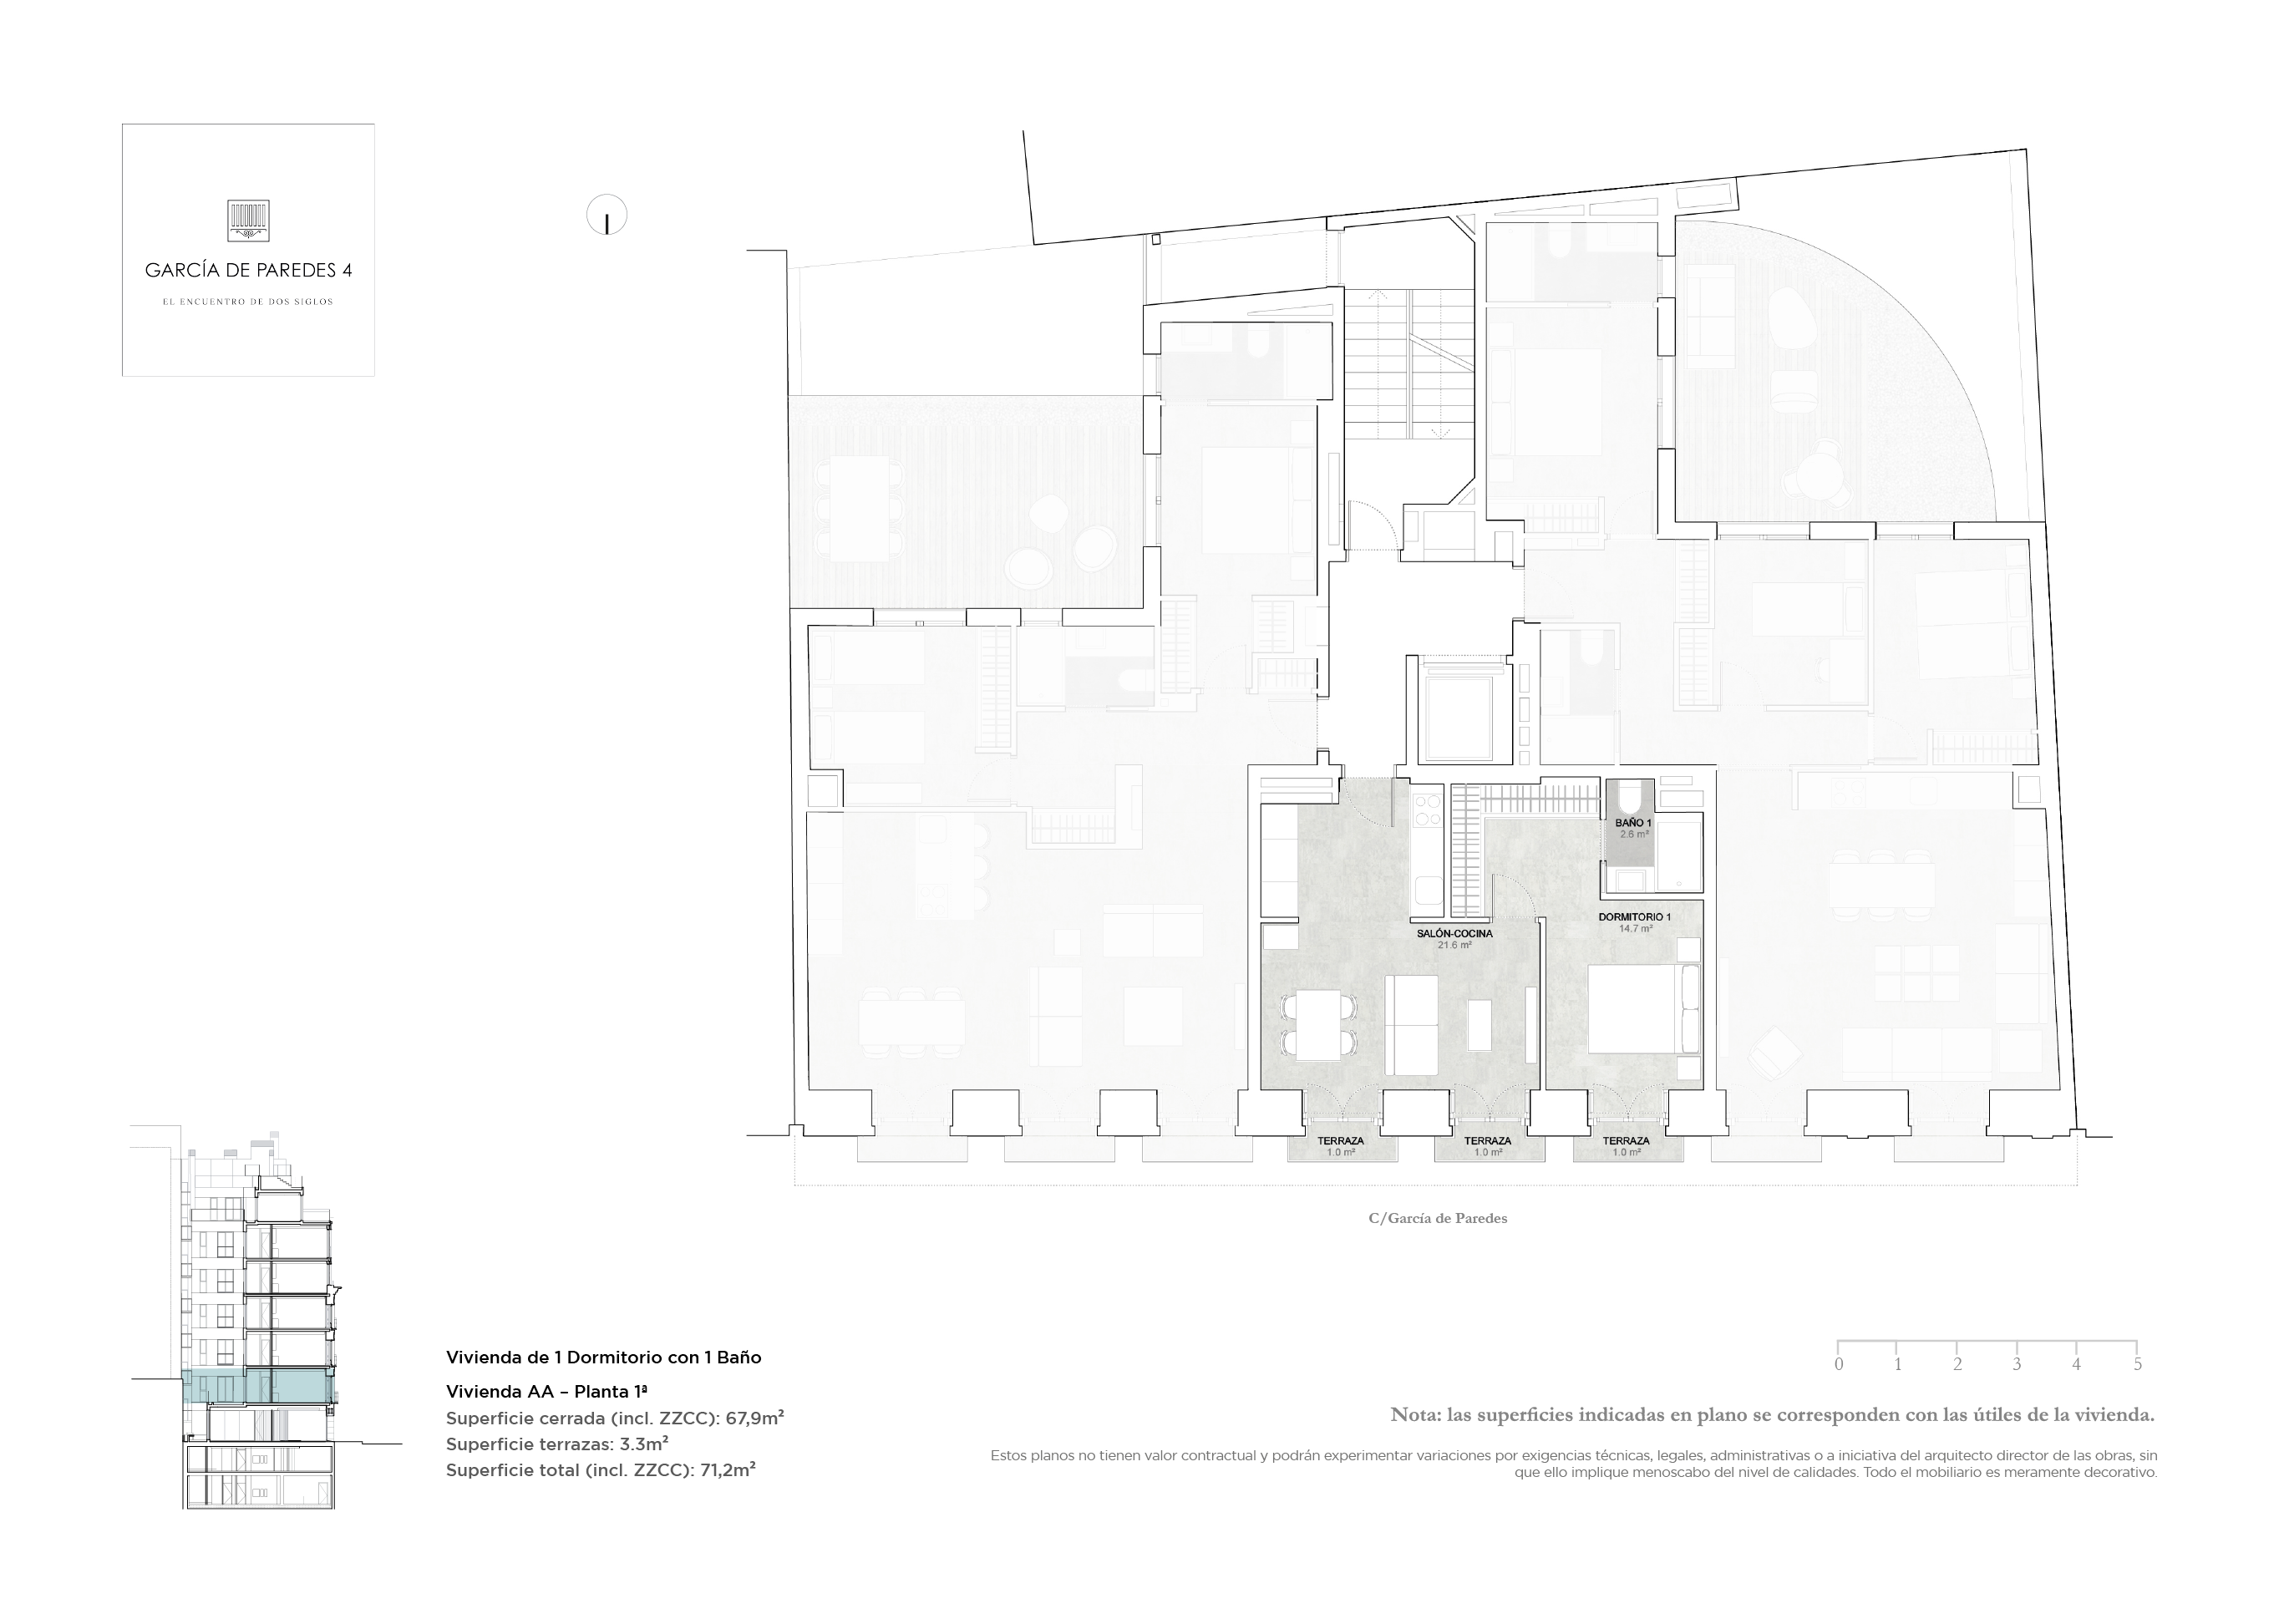 GARCÍA DE PAREDES 4
EL ENCUENTRO DE DOS SIGLOS
BAÑO 1
2.6 m²
DORMITORIO 1
14.7 m²
SALÓN-COCINA
21.6 m²
TERRAZA
1.0 m²
TERRAZA
1.0 m²
TERRAZA
1.0 m²
C/García de Paredes
Vivienda de 1 Dormitorio con 1 Baño
Vivienda AA – Planta 1ª
Superficie cerrada (incl. ZZCC): 67,9m²
Superficie terrazas: 3.3m²
Superficie total (incl. ZZCC): 71,2m²
0 1 2 3 4 5
Nota: las superficies indicadas en plano se corresponden con las útiles de la vivienda.
Estos planos no tienen valor contractual y podrán experimentar variaciones por exigencias técnicas, legales, administrativas o a iniciativa del arquitecto director de las obras, sin
que ello implique menoscabo del nivel de calidades. Todo el mobiliario es meramente decorativo.